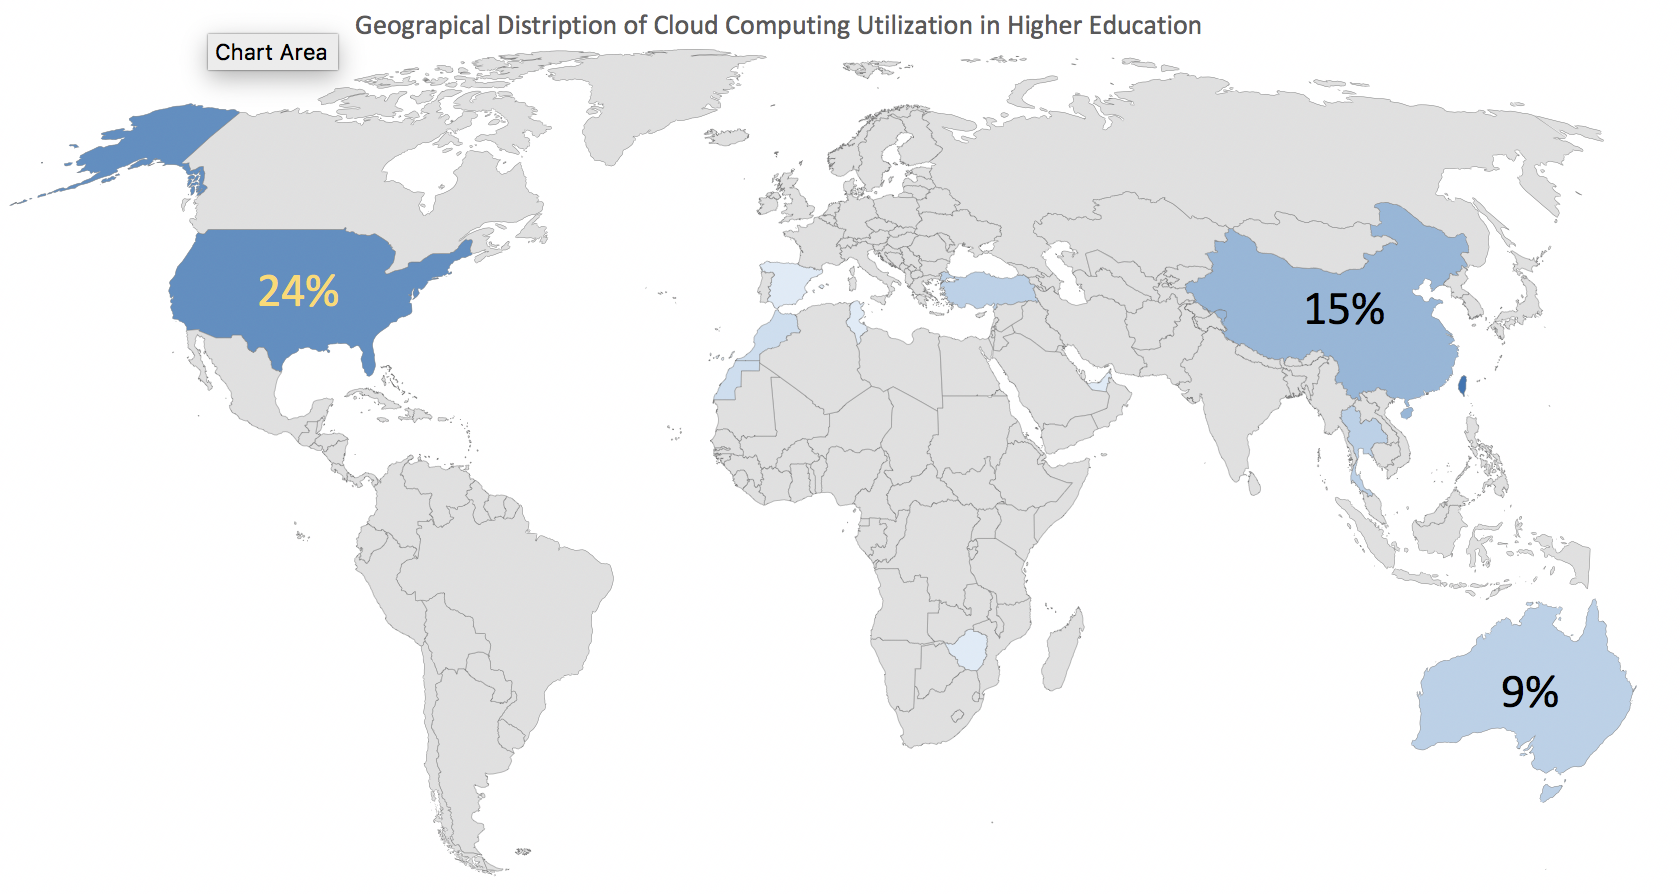 Geograpical Distription of Cloud Computing Utilization in Higher Education
Chart Area
24%
15%
9%